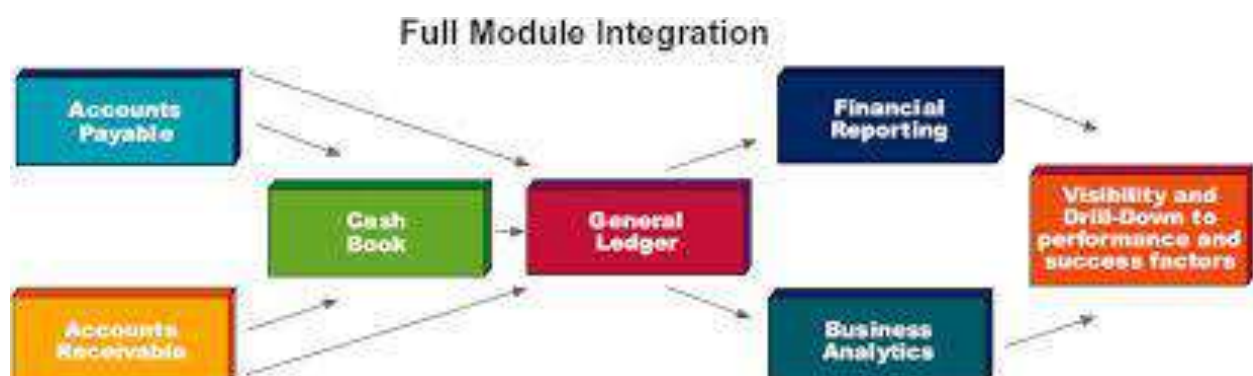 Full Module Integration
Accounts
Payable
Financial
Reporting
Cash
Book
General
Ledger
Visibility and
Drill-Down to
performance and
success factors
Accounts
Receivable
Business
Analytics